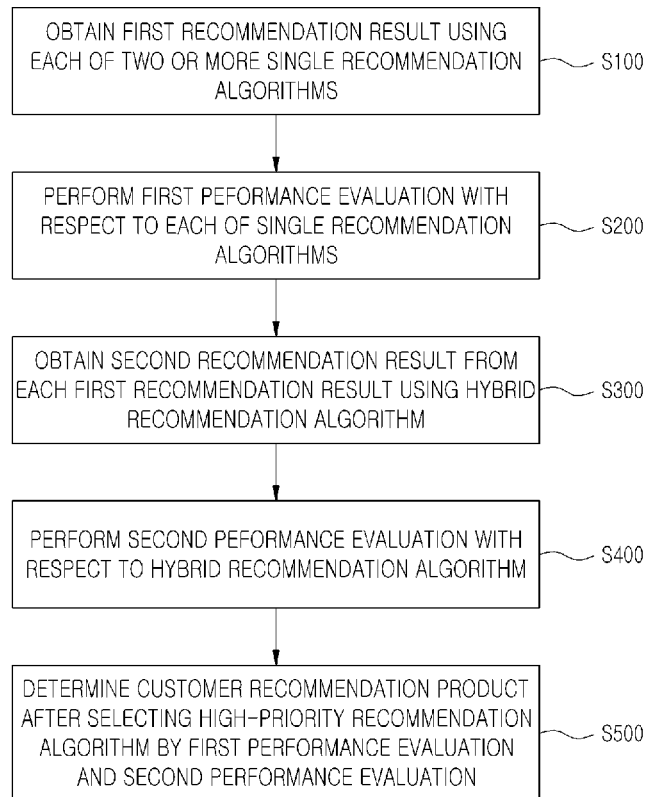 OBTAIN FIRST RECOMMENDATION RESULT USING
EACH OF TWO OR MORE SINGLE RECOMMENDATION
ALGORITHMS
S100
PERFORM FIRST PEFORMANCE EVALUATION WITH
RESPECT TO EACH OF SINGLE RECOMMENDATION
ALGORITHMS
S200
OBTAIN SECOND RECOMMENDATION RESULT FROM
EACH FIRST RECOMMENDATION RESULT USING HYBRID
RECOMMENDATION ALGORITHM
S300
PERFORM SECOND PEFORMANCE EVALUATION WITH
RESPECT TO HYBRID RECOMMENDATION ALGORITHM
S400
DETERMINE CUSTOMER RECOMMENDATION PRODUCT
AFTER SELECTING HIGH-PRIORITY RECOMMENDATION
ALGORITHM BY FIRST PERFORMANCE EVALUATION
AND SECOND PERFORMANCE EVALUATION
S500